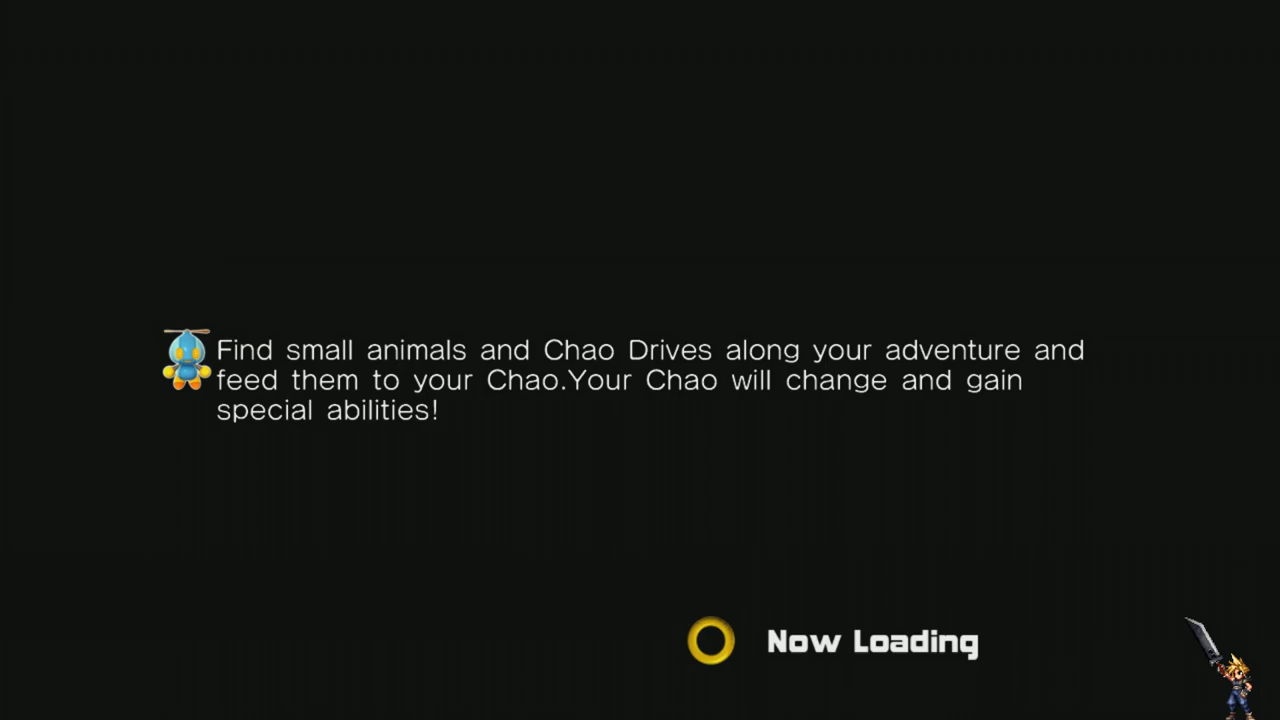 Find small animals and Chao Drives along your adventure and
feed them to your Chao.Your Chao will change and gain
special abilities!
Now Loading